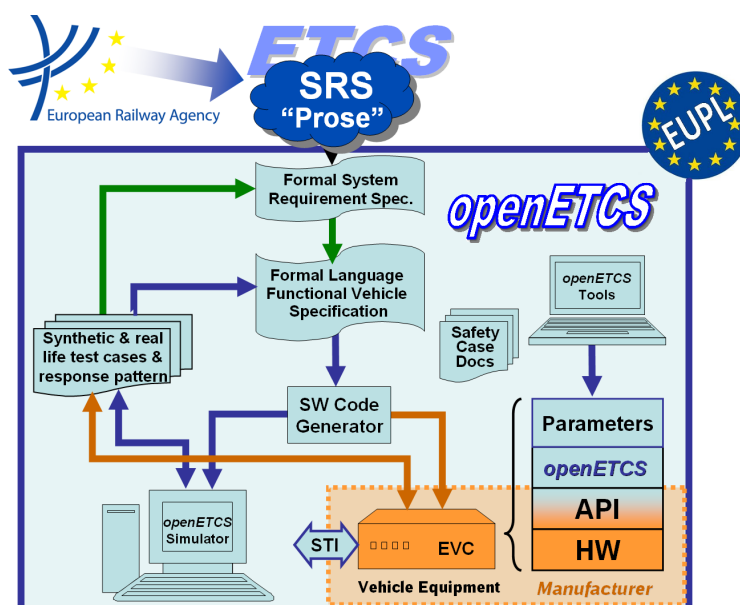 ETCS
SRS
“Prose”
European Railway Agency
EUPL
Formal System
Requirement Spec.
openETCS
Formal Language
Functional Vehicle
Specification
openETCS
Tools
Synthetic & real
life test cases &
response pattern
Safety
Case
Docs
SW Code
Generator
Parameters
openETCS
API
HW
openETCS
Simulator
STI
EVC
Vehicle Equipment
Manufacturer